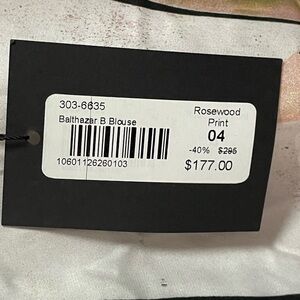 303-6635
Balthazar B Blouse
10601126260103
Rosewood
Print
04
-40% $295
$177.00